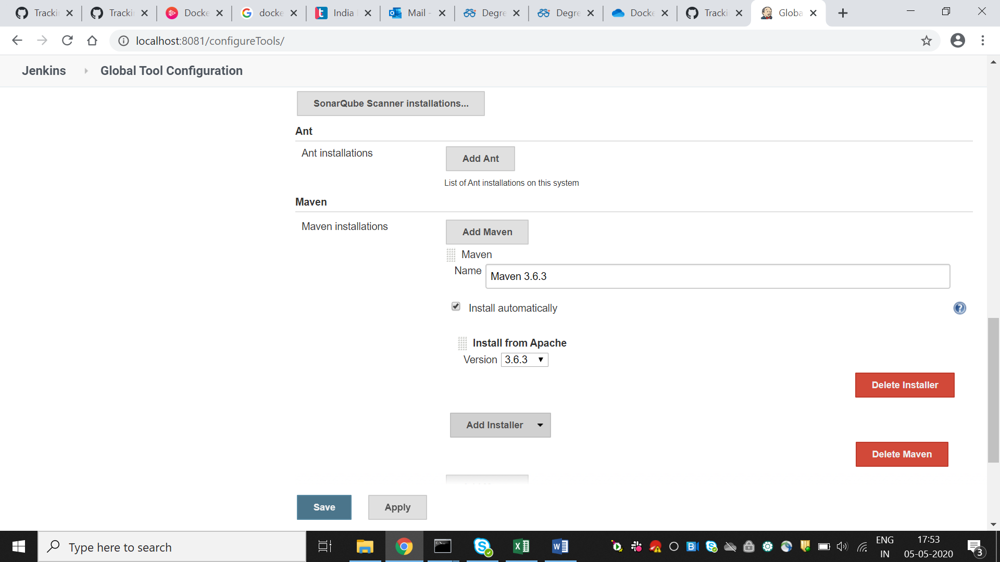 Tracki
Tracki
Docke
docke
India
Mail -
Degre
Degre
Docke
Tracki
Globa
localhost:8081/configureTools/
Jenkins
Global Tool Configuration
SonarQube Scanner installations...
Ant
Ant installations
Add Ant
List of Ant installations on this system
Maven
Maven installations
Add Maven
Maven
Name
Maven 3.6.3
Install automatically
Install from Apache
Version
3.6.3
Delete Installer
Add Installer
Delete Maven
Save
Apply
Type here to search
ENG
IN
17:53
05-05-2020
3